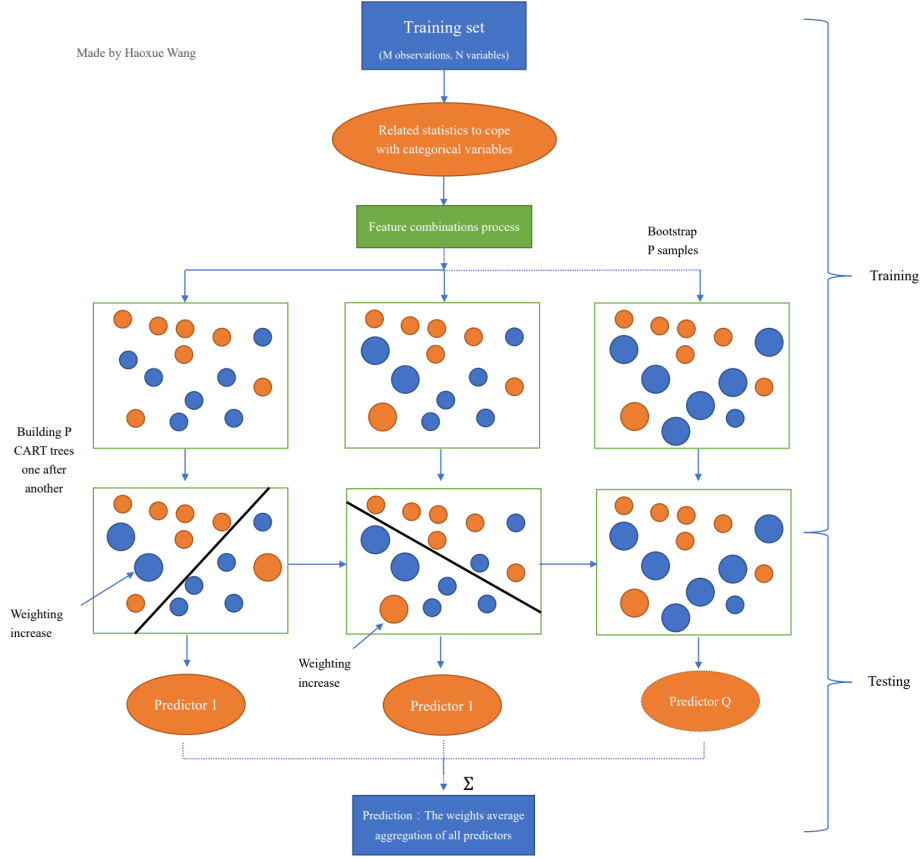 Training set
(M observations, N variables)
Made by Haoxue Wang
Related statistics to cope
with categorical variables
Feature combinations process
Bootstrap
P samples
Training
Building P
CART trees
one after
another
Weighting
increase
Weighting
increase
Testing
Predictor 1
Predictor 1
Predictor Q
Σ
Prediction：The weights average
aggregation of all predictors